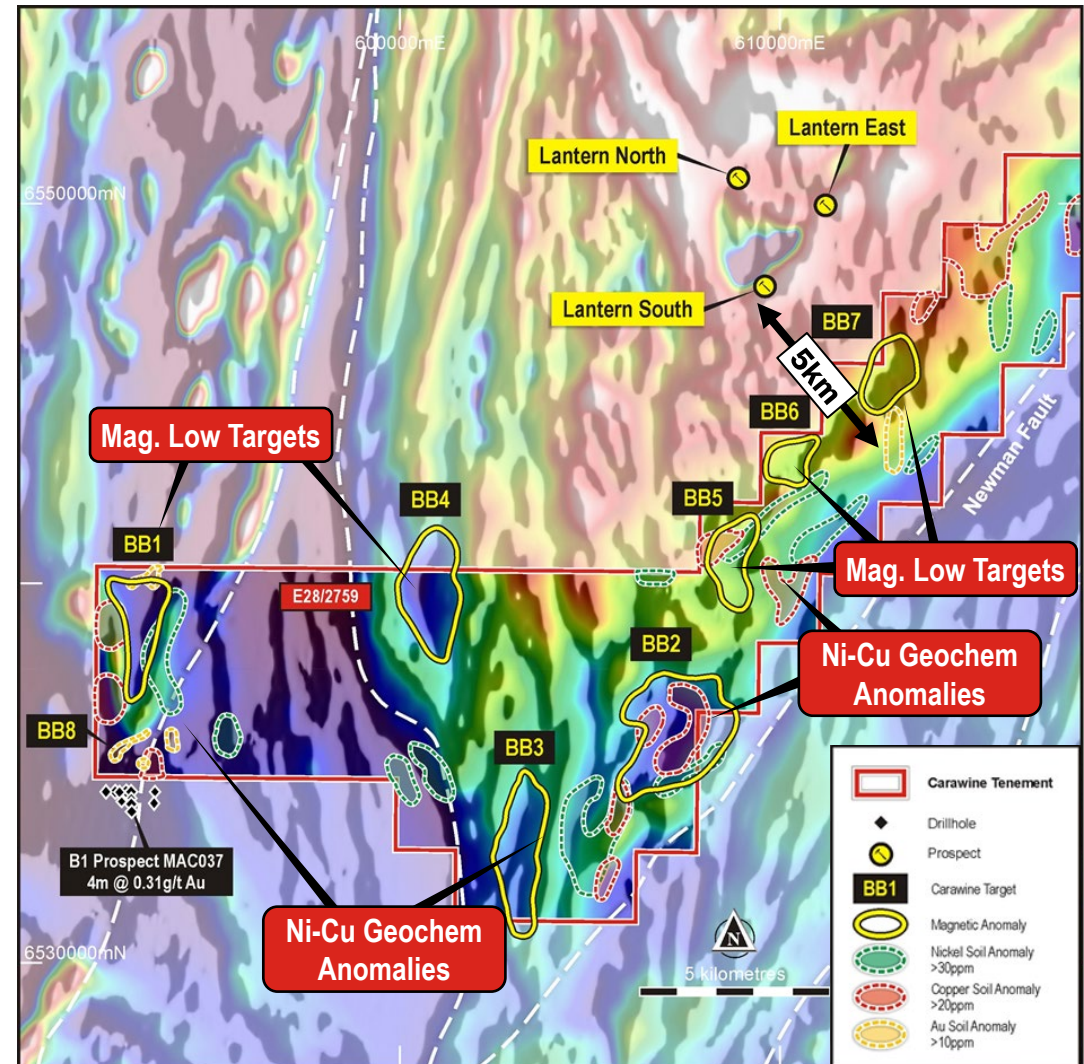 600000mE
610000mE
Lantern East
Lantern North
6550000mN
Lantern South
BB7
5km
BB6
Mag. Low Targets
BB4
BB5
Newman Fault
BB1
Mag. Low Targets
E28/2759
BB2
Ni-Cu Geochem
Anomalies
BB8
BB3
B1 Prospect MAC037
4m @ 0.31g/t Au
Ni-Cu Geochem
Anomalies
6530000mN
N
5 kilometres
Carawine Tenement
Drillhole
Prospect
BB1
Carawine Target
Magnetic Anomaly
Nickel Soil Anomaly
>30ppm
Copper Soil Anomaly
>20ppm
Au Soil Anomaly
>10ppm